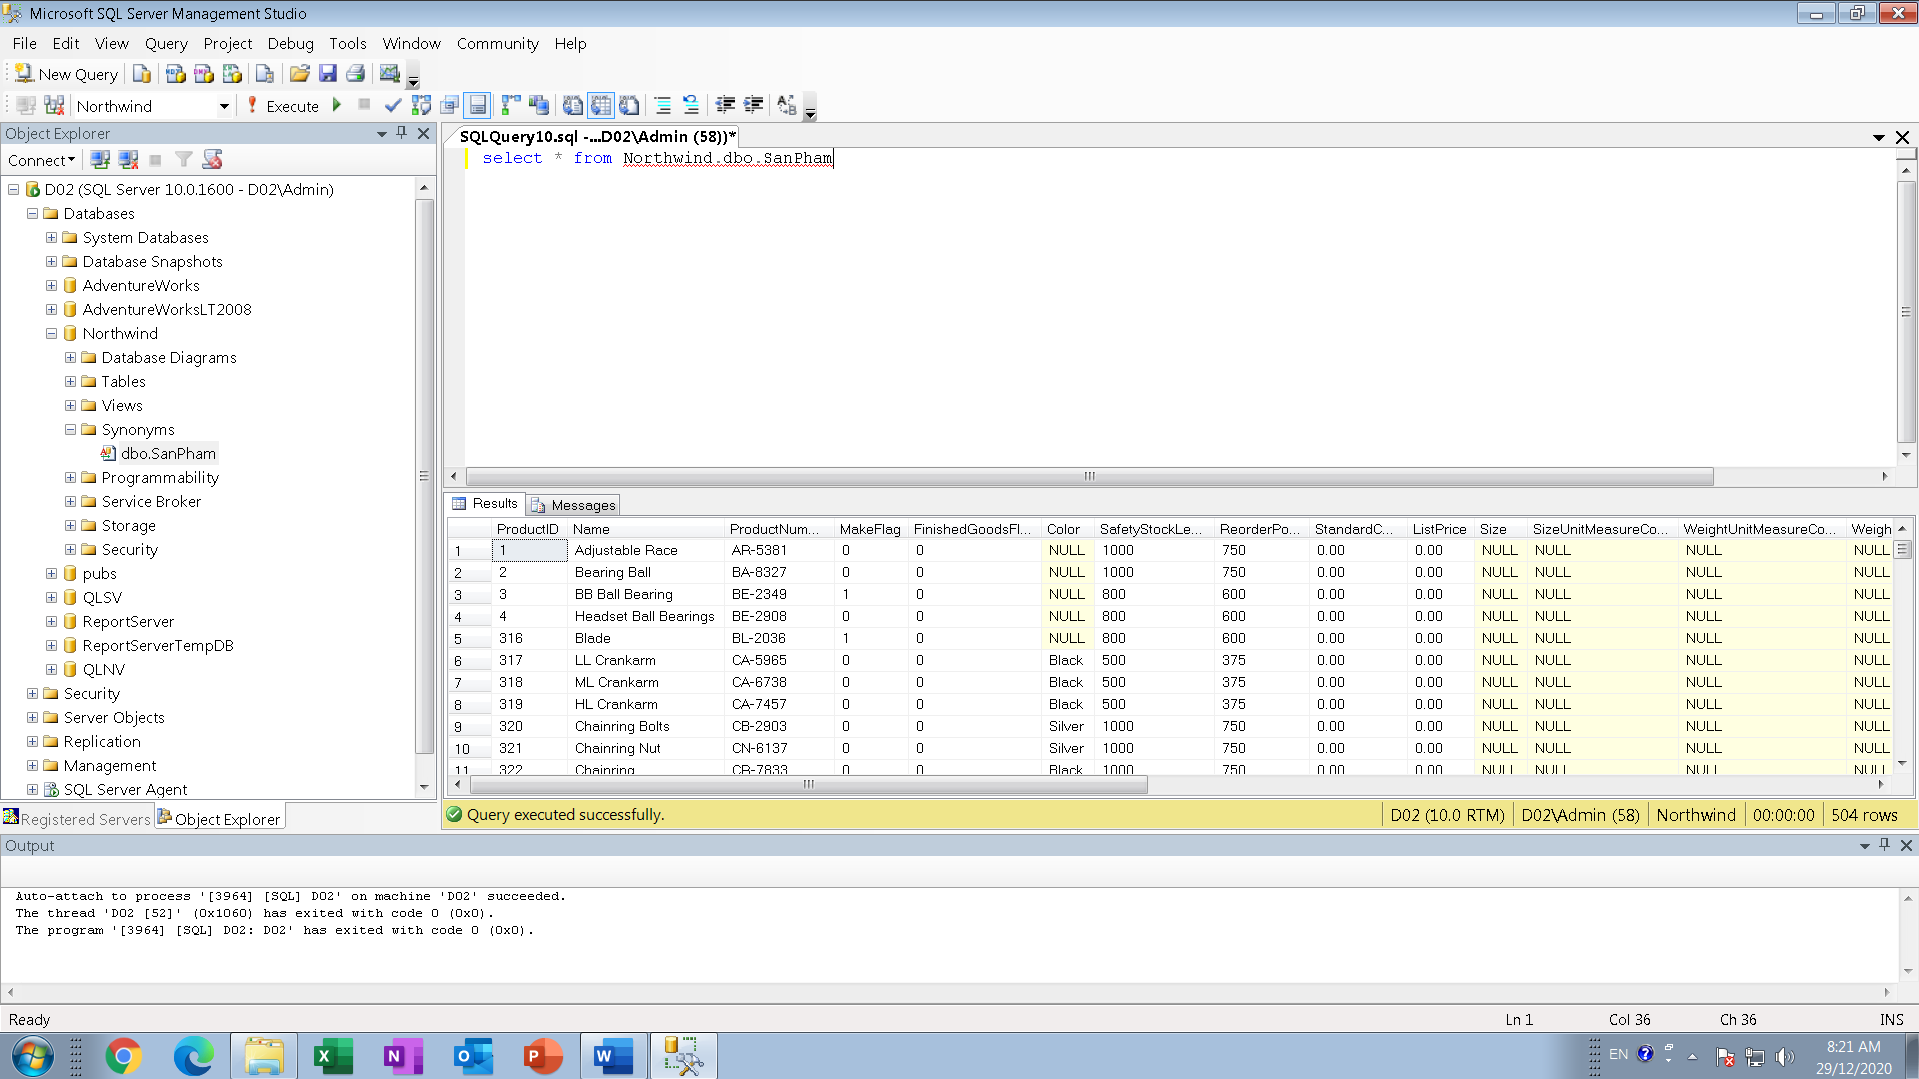 Microsoft SQL Server Management Studio
File Edit View Query Project Debug Tools Window Community Help
New Query
Northwind Execute
Object Explorer
Connect
D02 (SQL Server 10.0.1600 - D02\Admin)
Databases
System Databases
Database Snapshots
AdventureWorks
AdventureWorksLT2008
Northwind
Database Diagrams
Tables
Views
Synonyms
dbo.SanPham
Programmability
Service Broker
Storage
Security
pubs
QLSV
ReportServer
ReportServerTempDB
QLNV
Security
Server Objects
Replication
Management
SQL Server Agent
Registered Servers Object Explorer
SQLQuery10.sql -...D02\Admin (58))*
select * from Northwind.dbo.SanPham
Results Messages
ProductID Name ProductNum... MakeFlag FinishedGoodsFl... Color SafetyStockLe... ReorderPo... StandardC... ListPrice Size SizeUnitMeasureCo... WeightUnitMeasureCo... Weigh
1 1 Adjustable Race AR-5381 0 0 NULL 1000 750 0.00 0.00 NULL NULL NULL NULL
2 2 Bearing Ball BA-8327 0 0 NULL 1000 750 0.00 0.00 NULL NULL NULL NULL
3 3 BB Ball Bearing BE-2349 1 0 NULL 800 600 0.00 0.00 NULL NULL NULL NULL
4 4 Headset Ball Bearings BE-2908 0 0 NULL 800 600 0.00 0.00 NULL NULL NULL NULL
5 316 Blade BL-2036 1 0 NULL 800 600 0.00 0.00 NULL NULL NULL NULL
6 317 LL Crankarm CA-5965 0 0 Black 500 375 0.00 0.00 NULL NULL NULL NULL
7 318 ML Crankarm CA-6738 0 0 Black 500 375 0.00 0.00 NULL NULL NULL NULL
8 319 HL Crankarm CA-7457 0 0 Black 500 375 0.00 0.00 NULL NULL NULL NULL
9 320 Chainring Bolts CB-2903 0 0 Silver 1000 750 0.00 0.00 NULL NULL NULL NULL
10 321 Chainring Nut CN-6137 0 0 Silver 1000 750 0.00 0.00 NULL NULL NULL NULL
11 322 Chainring CR-7833 0 0 Black 1000 750 0.00 0.00 NULL NULL NULL NULL
Query executed successfully. D02 (10.0 RTM) D02\Admin (58) Northwind 00:00:00 504 rows
Output
Auto-attach to process '[3964] [SQL] D02' on machine 'D02' succeeded.
The thread 'D02 [52]' (0x1060) has exited with code 0 (0x0).
The program '[3964] [SQL] D02: D02' has exited with code 0 (0x0).
Ready Ln 1 Col 36 Ch 36 INS
EN 8:21 AM
29/12/2020